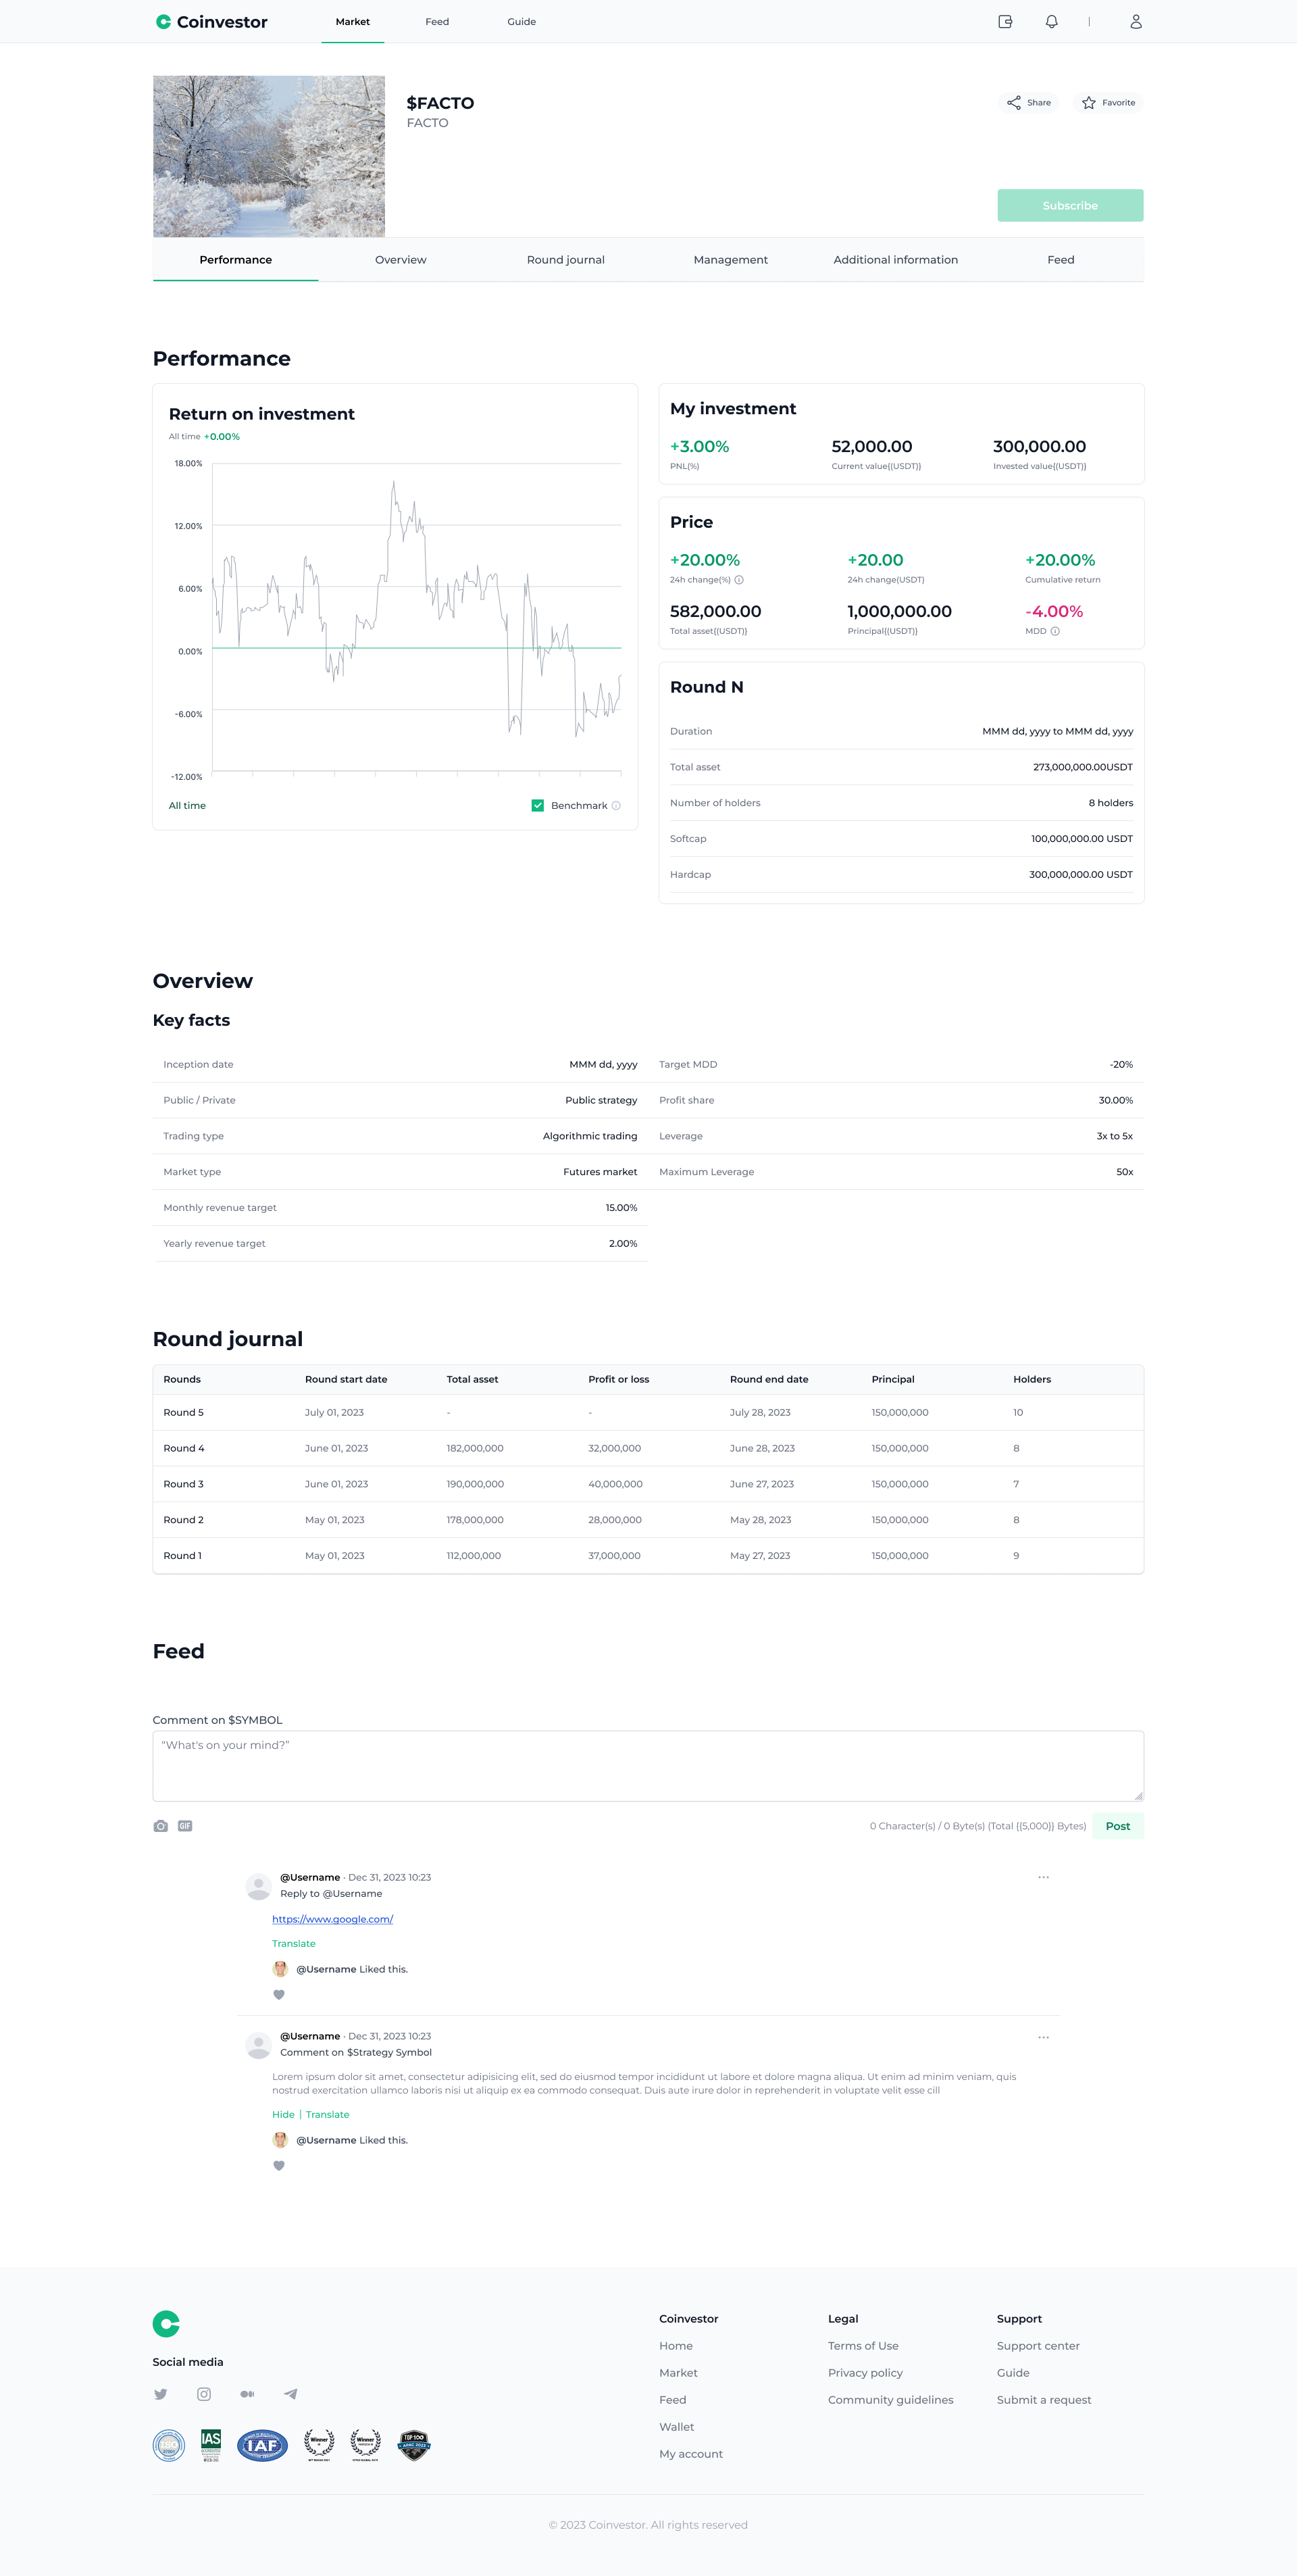 Coinvestor
Market
Feed
Guide
$FACTO
FACTO
Share
Favorite
Subscribe
Performance
Overview
Round journal
Management
Additional information
Feed
Performance
Return on investment
All time +0.00%
18.00%
12.00%
6.00%
0.00%
-6.00%
-12.00%
All time
Benchmark
My investment
+3.00%
PNL(%)
52,000.00
Current value{(USDT)}
300,000.00
Invested value{(USDT)}
Price
+20.00%
24h change(%)
+20.00
24h change(USDT)
+20.00%
Cumulative return
582,000.00
Total asset{(USDT)}
1,000,000.00
Principal{(USDT)}
-4.00%
MDD
Round N
Duration MMM dd, yyyy to MMM dd, yyyy
Total asset 273,000,000.00USDT
Number of holders 8 holders
Softcap 100,000,000.00 USDT
Hardcap 300,000,000.00 USDT
Overview
Key facts
Inception date MMM dd, yyyy
Public / Private Public strategy
Trading type Algorithmic trading
Market type Futures market
Monthly revenue target 15.00%
Yearly revenue target 2.00%
Target MDD -20%
Profit share 30.00%
Leverage 3x to 5x
Maximum Leverage 50x
Round journal
Rounds Round start date Total asset Profit or loss Round end date Principal Holders
Round 5 July 01, 2023 - - July 28, 2023 150,000,000 10
Round 4 June 01, 2023 182,000,000 32,000,000 June 28, 2023 150,000,000 8
Round 3 June 01, 2023 190,000,000 40,000,000 June 27, 2023 150,000,000 7
Round 2 May 01, 2023 178,000,000 28,000,000 May 28, 2023 150,000,000 8
Round 1 May 01, 2023 112,000,000 37,000,000 May 27, 2023 150,000,000 9
Feed
Comment on $SYMBOL
“What's on your mind?”
GIF
0 Character(s) / 0 Byte(s) (Total {{5,000}} Bytes)
Post
@Username · Dec 31, 2023 10:23
Reply to @Username
https://www.google.com/
Translate
@Username Liked this.
@Username · Dec 31, 2023 10:23
Comment on $Strategy Symbol
Lorem ipsum dolor sit amet, consectetur adipisicing elit, sed do eiusmod tempor incididunt ut labore et dolore magna aliqua. Ut enim ad minim veniam, quis
nostrud exercitation ullamco laboris nisi ut aliquip ex ea commodo consequat. Duis aute irure dolor in reprehenderit in voluptate velit esse cill
Hide | Translate
@Username Liked this.
Social media
IAS
IAF
Winner
Winner
TOP 100
Coinvestor
Home
Market
Feed
Wallet
My account
Legal
Terms of Use
Privacy policy
Community guidelines
Support
Support center
Guide
Submit a request
© 2023 Coinvestor. All rights reserved